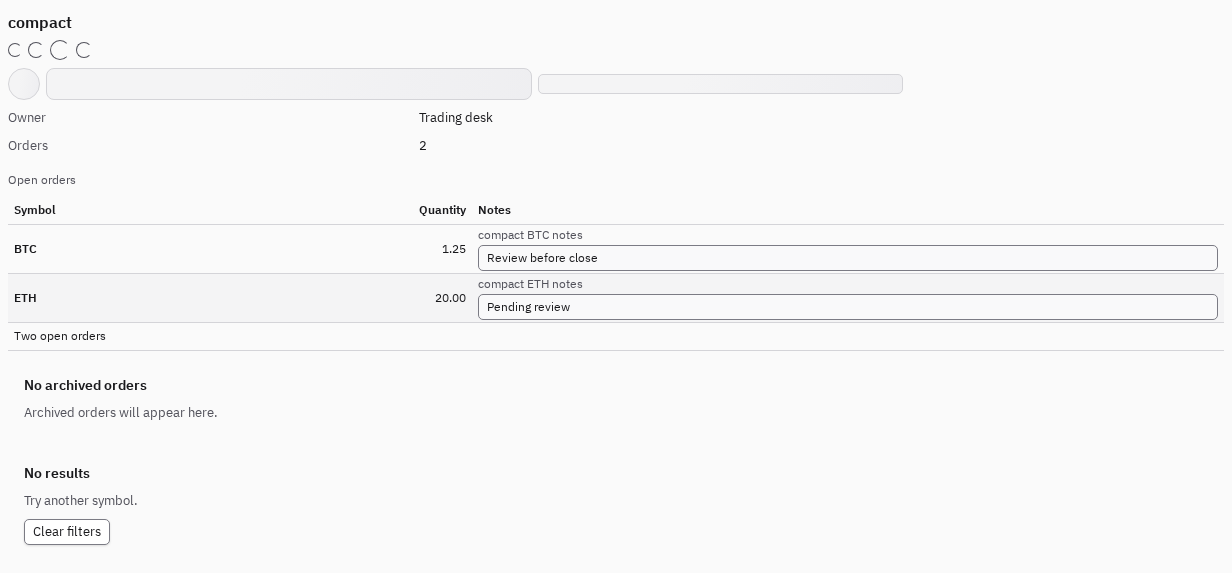 compact
Owner Trading desk
Orders 2
Open orders
Symbol Quantity Notes
compact BTC notes
BTC 1.25 Review before close
compact ETH notes
ETH 20.00 Pending review
Two open orders
No archived orders
Archived orders will appear here.
No results
Try another symbol.
Clear filters